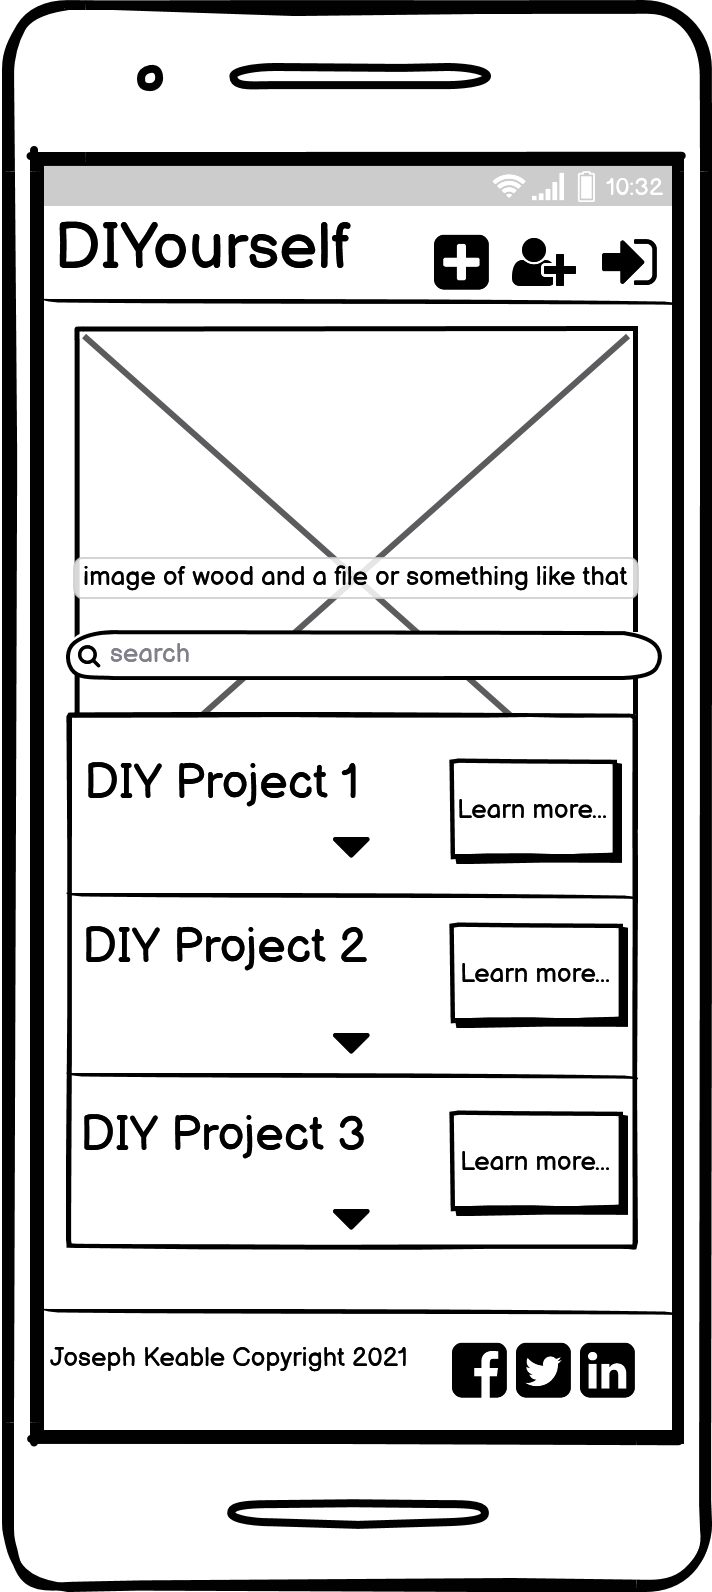 10:32
DIYourself
image of wood and a file or something like that
search
DIY Project 1
Learn more...
DIY Project 2
Learn more...
DIY Project 3
Learn more...
Joseph Keable Copyright 2021